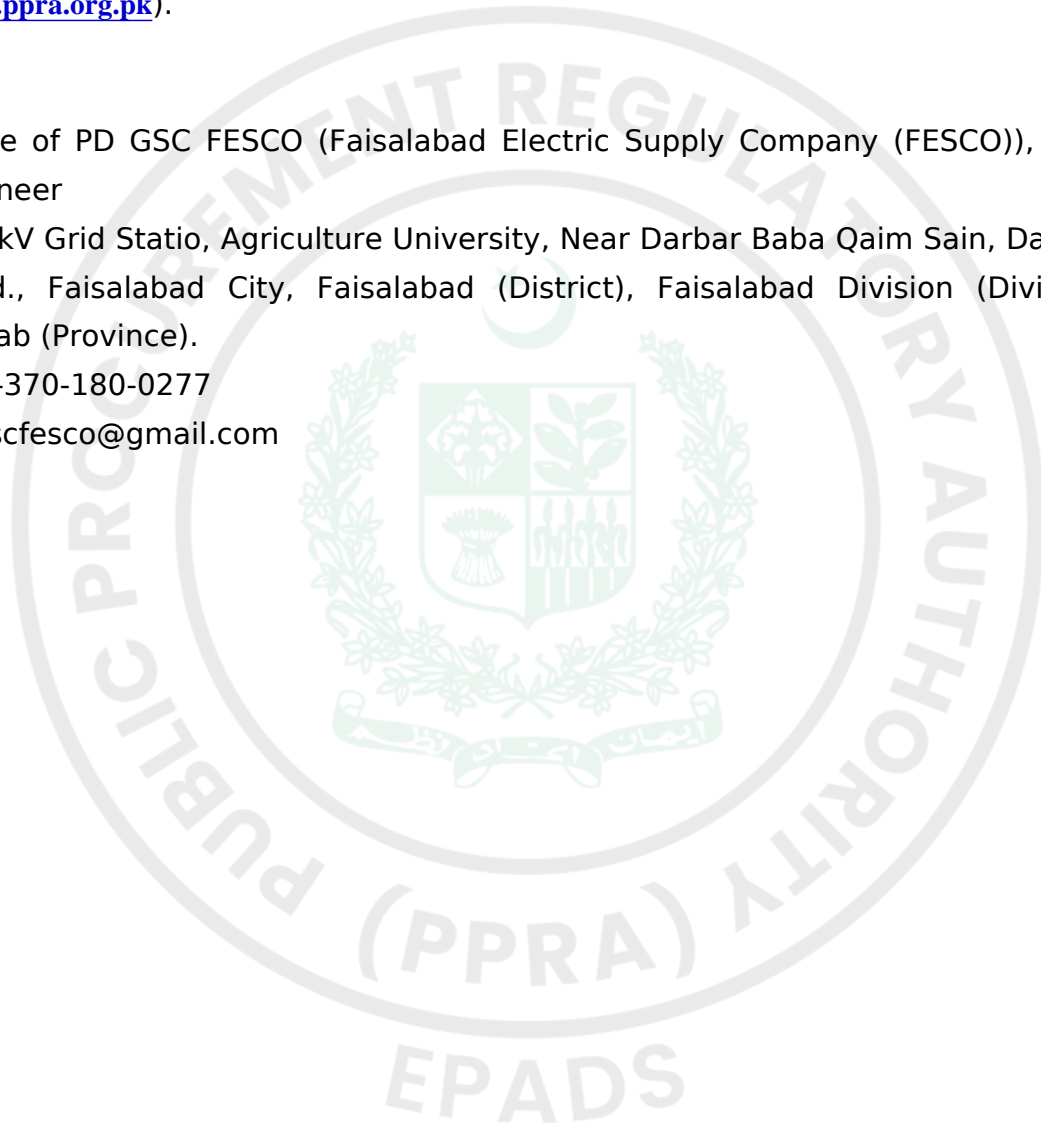 .ppra.org.pk).
e of PD GSC FESCO (Faisalabad Electric Supply Company (FESCO)),
neer
kV Grid Statio, Agriculture University, Near Darbar Baba Qaim Sain, Da
d., Faisalabad City, Faisalabad (District), Faisalabad Division (Divi
ab (Province).
-370-180-0277
scfesco@gmail.com
PUBLIC PROCUREMENT REGULATORY AUTHORITY
(PPRA)
EPADS